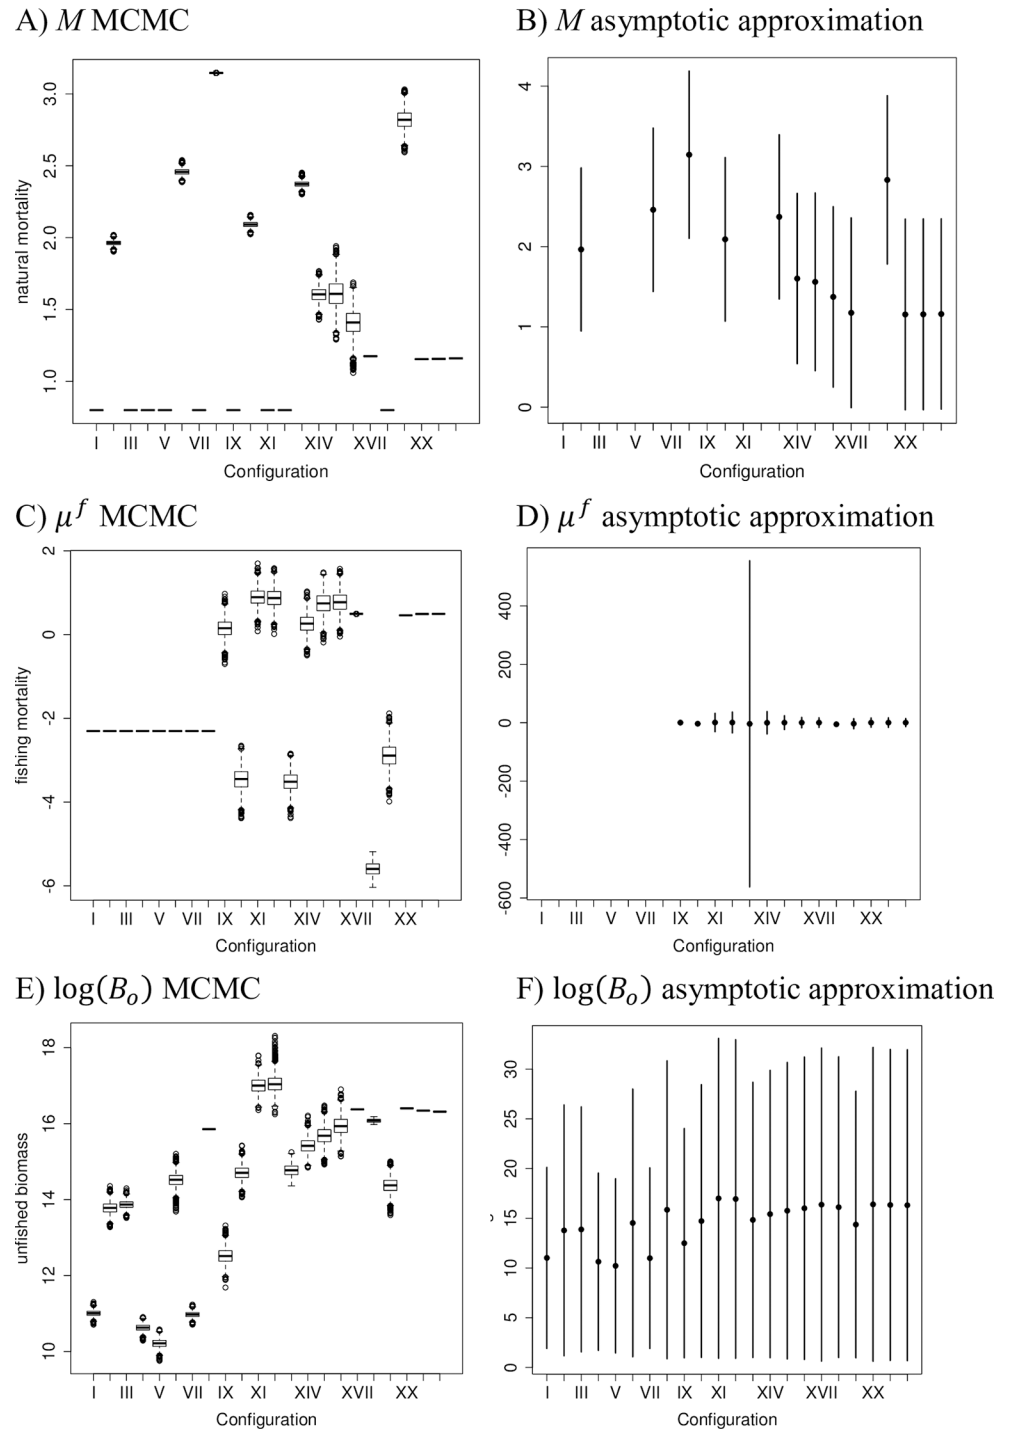 A) M MCMC
B) M asymptotic approximation
natural mortality
3.0
2.5
2.0
1.5
1.0
I III V VII IX XI XIV XVII XX
Configuration
4
3
2
1
0
I III V VII IX XI XIV XVII XX
Configuration
C) μᶠ MCMC
D) μᶠ asymptotic approximation
fishing mortality
2
0
-2
-4
-6
I III V VII IX XI XIV XVII XX
Configuration
400
200
0
-200
-400
-600
I III V VII IX XI XIV XVII XX
Configuration
E) log(Bₒ) MCMC
F) log(Bₒ) asymptotic approximation
unfished biomass
18
16
14
12
10
I III V VII IX XI XIV XVII XX
Configuration
30
25
20
15
10
5
0
I III V VII IX XI XIV XVII XX
Configuration